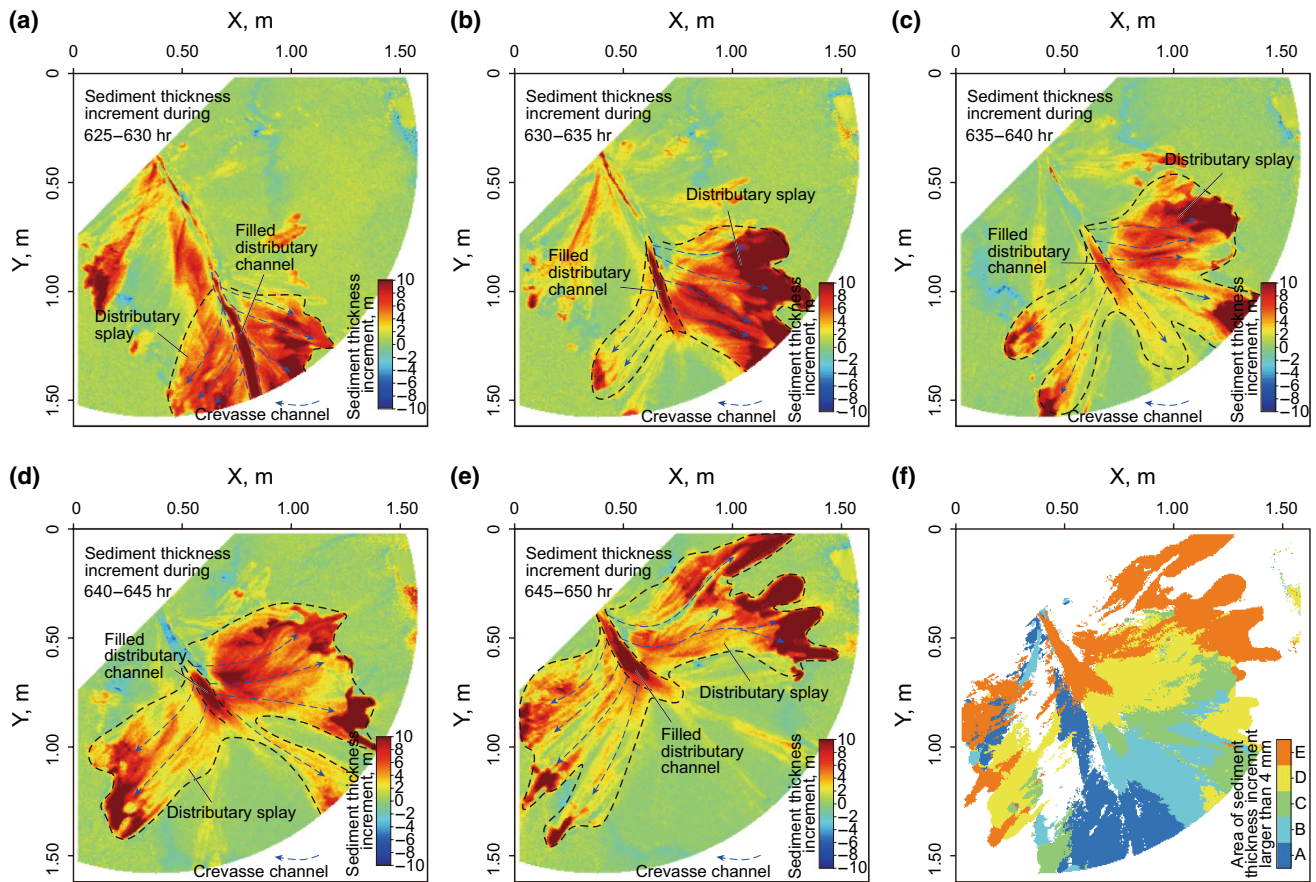 (a)
X, m
0
0.50
1.00
1.50
Y, m
0
0.50
1.00
1.50
Sediment thickness
increment during
625–630 hr
Filled
distributary
channel
Distributary
splay
Crevasse channel
Sediment thickness
increment, m
10
8
6
4
2
0
−2
−4
−6
−8
−10
(b)
X, m
0
0.50
1.00
1.50
Y, m
0
0.50
1.00
1.50
Sediment thickness
increment during
630–635 hr
Distributary splay
Filled
distributary
channel
Crevasse channel
Sediment thickness
increment, m
10
8
6
4
2
0
−2
−4
−6
−8
−10
(c)
X, m
0
0.50
1.00
1.50
Y, m
0
0.50
1.00
1.50
Sediment thickness
increment during
635–640 hr
Distributary splay
Filled
distributary
channel
Crevasse channel
Sediment thickness
increment, m
10
8
6
4
2
0
−2
−4
−6
−8
−10
(d)
X, m
0
0.50
1.00
1.50
Y, m
0
0.50
1.00
1.50
Sediment thickness
increment during
640–645 hr
Filled
distributary
channel
Distributary splay
Crevasse channel
Sediment thickness
increment, m
10
8
6
4
2
0
−2
−4
−6
−8
−10
(e)
X, m
0
0.50
1.00
1.50
Y, m
0
0.50
1.00
1.50
Sediment thickness
increment during
645–650 hr
Distributary splay
Filled
distributary
channel
Crevasse channel
Sediment thickness
increment, m
10
8
6
4
2
0
−2
−4
−6
−8
−10
(f)
X, m
0
0.50
1.00
1.50
Y, m
0
0.50
1.00
1.50
Area of sediment
thickness increment
larger than 4 mm
E
D
C
B
A